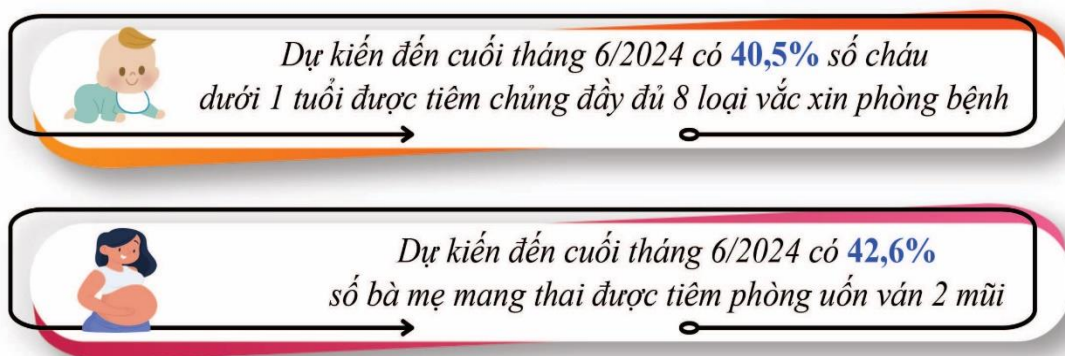 Dự kiến đến cuối tháng 6/2024 có 40,5% số cháu
dưới 1 tuổi được tiêm chủng đầy đủ 8 loại vắc xin phòng bệnh
Dự kiến đến cuối tháng 6/2024 có 42,6%
số bà mẹ mang thai được tiêm phòng uốn ván 2 mũi